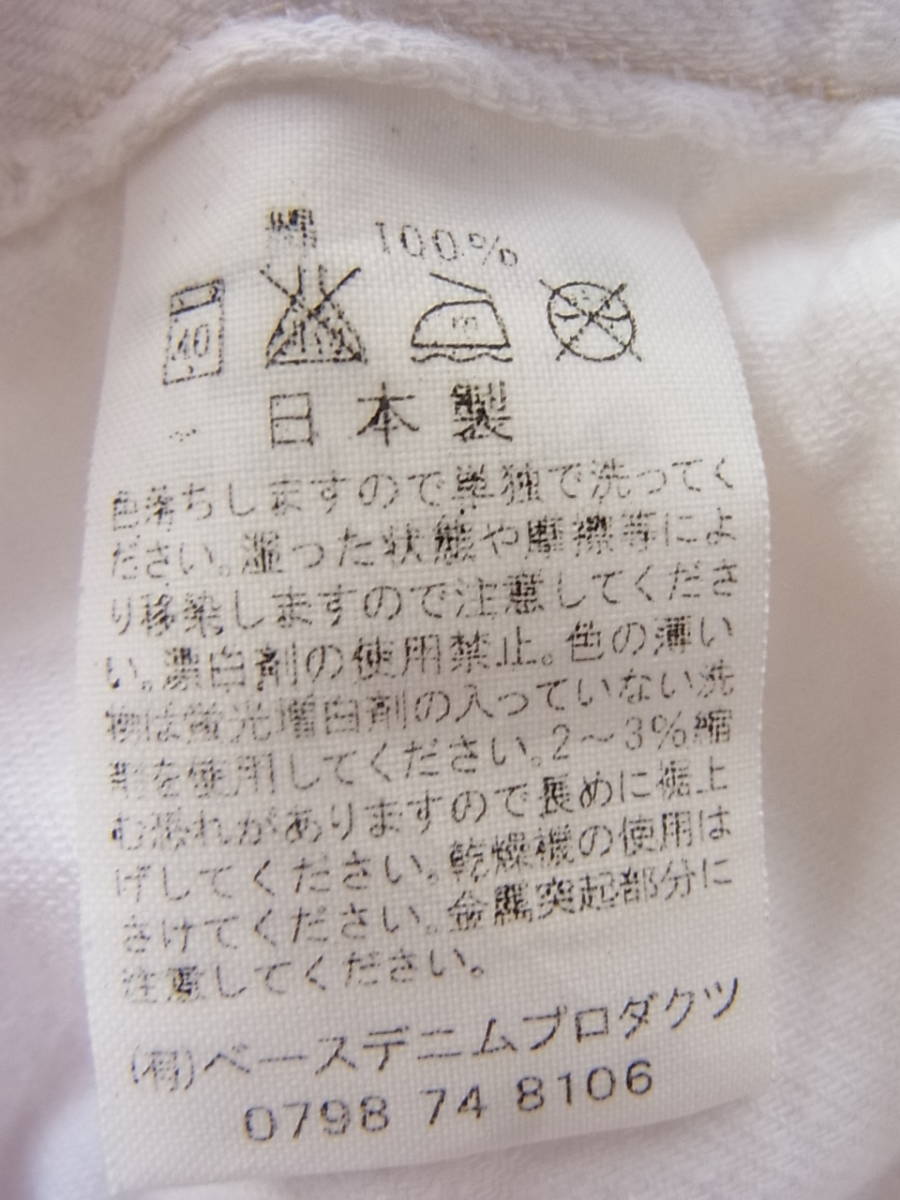 綿 100%
40
日本製
色落ちしますので単独で洗ってく
ださい。湿った状態や摩擦等によ
り移染しますので注意してくださ
い。漂白剤の使用禁止。色の薄い
物は蛍光増白剤の入っていない洗
剤を使用してください。2～3%縮
む恐れがありますので長めに裾上
げしてください。乾燥機の使用は
さけてください。金属突起部分に
注意してください。
(有)ベースデニムプロダクツ
0798 74 8106